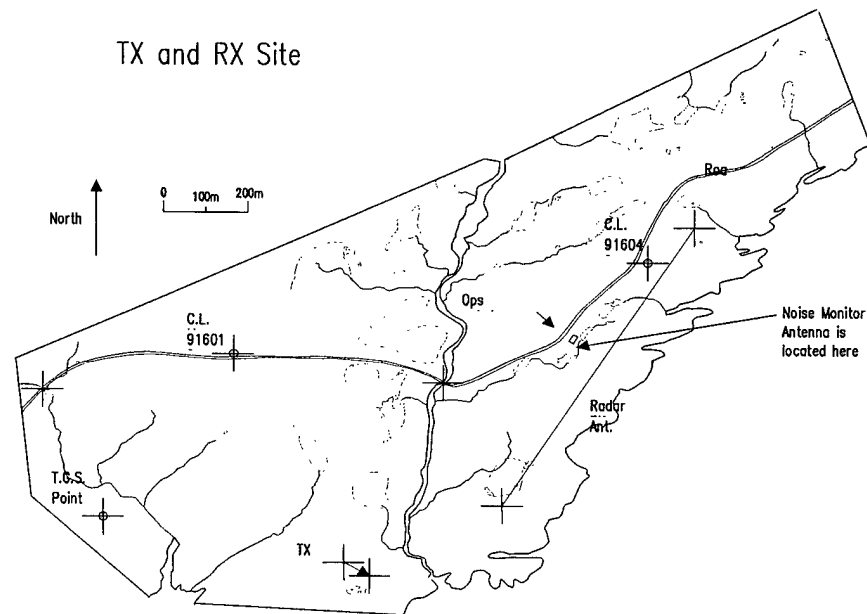 TX and RX Site
North
0 100m 200m
Roa
C.L.
91604
Ops
C.L.
91601
Noise Monitor
Antenna is
located here
Radar
Ant.
T.G.S.
Point
TX